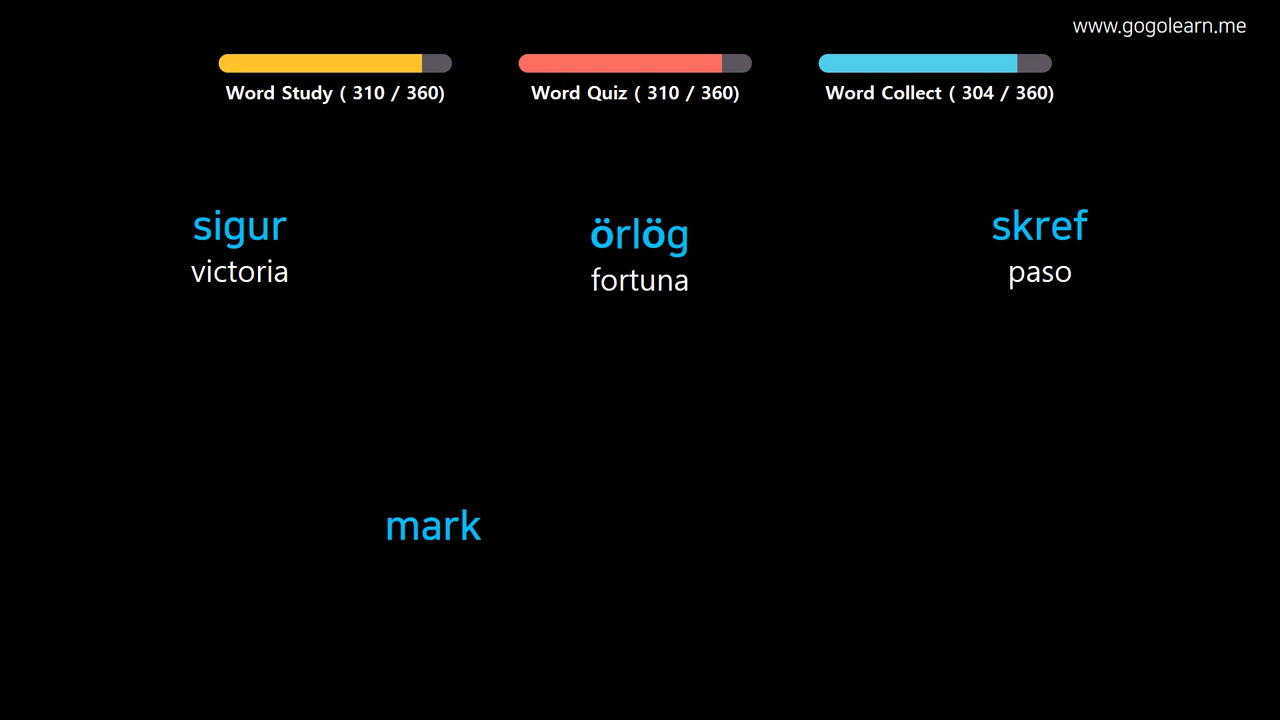 www.gogolearn.me
Word Study ( 310 / 360)
Word Quiz ( 310 / 360)
Word Collect ( 304 / 360)
sigur
victoria
örlög
fortuna
skref
paso
mark